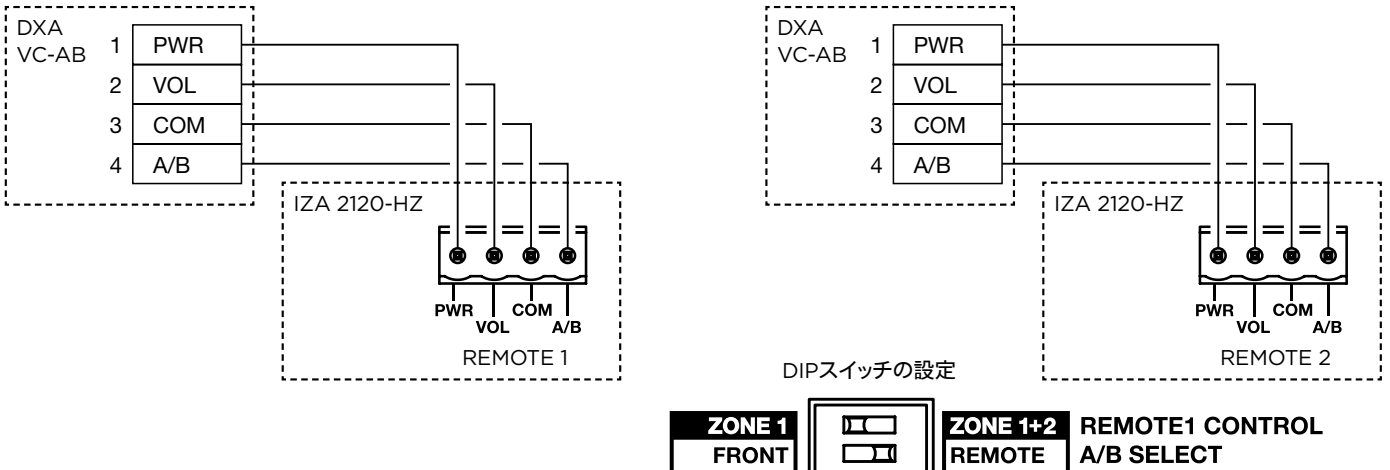 DXA
VC-AB
1 PWR
2 VOL
3 COM
4 A/B
IZA 2120-HZ
PWR
VOL
COM
A/B
REMOTE 1
DXA
VC-AB
1 PWR
2 VOL
3 COM
4 A/B
IZA 2120-HZ
PWR
VOL
COM
A/B
REMOTE 2
DIPスイッチの設定
ZONE 1 ZONE 1+2 REMOTE1 CONTROL
FRONT REMOTE A/B SELECT